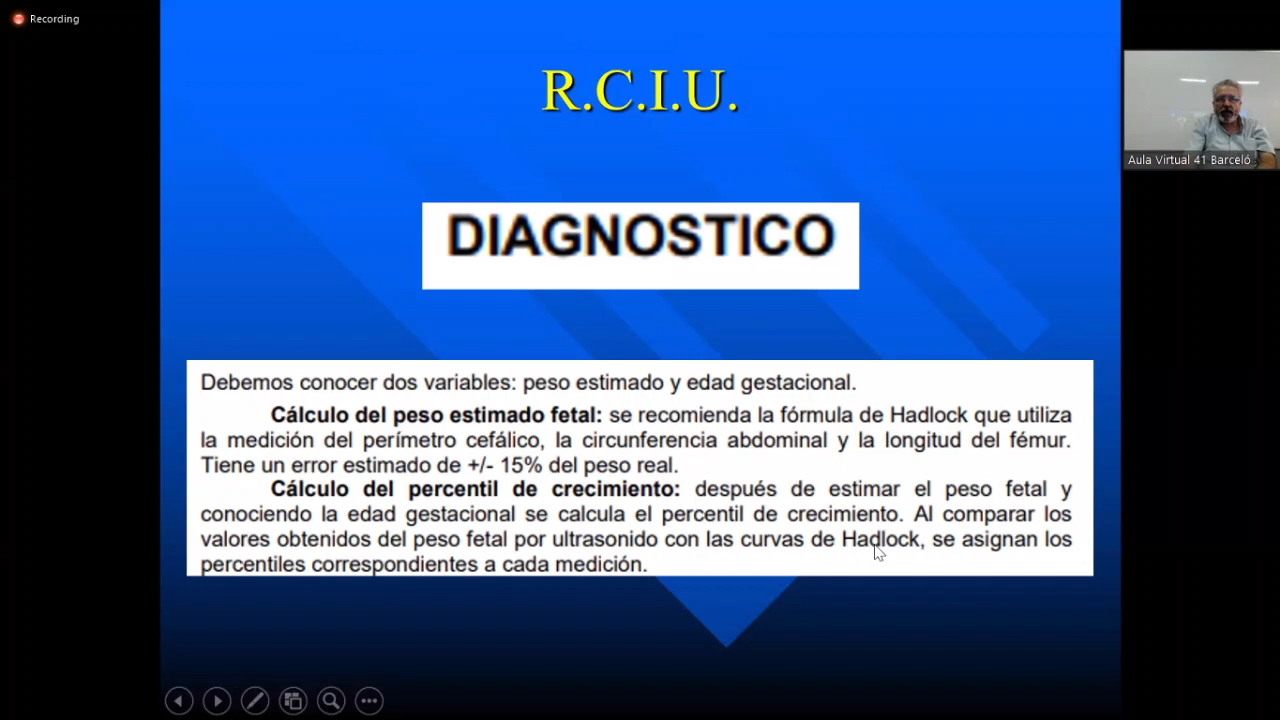 Recording
R.C.I.U.
Aula Virtual 41 Barceló
DIAGNOSTICO
Debemos conocer dos variables: peso estimado y edad gestacional.
Cálculo del peso estimado fetal: se recomienda la fórmula de Hadlock que utiliza
la medición del perímetro cefálico, la circunferencia abdominal y la longitud del fémur.
Tiene un error estimado de +/- 15% del peso real.
Cálculo del percentil de crecimiento: después de estimar el peso fetal y
conociendo la edad gestacional se calcula el percentil de crecimiento. Al comparar los
valores obtenidos del peso fetal por ultrasonido con las curvas de Hadlock, se asignan los
percentiles correspondientes a cada medición.